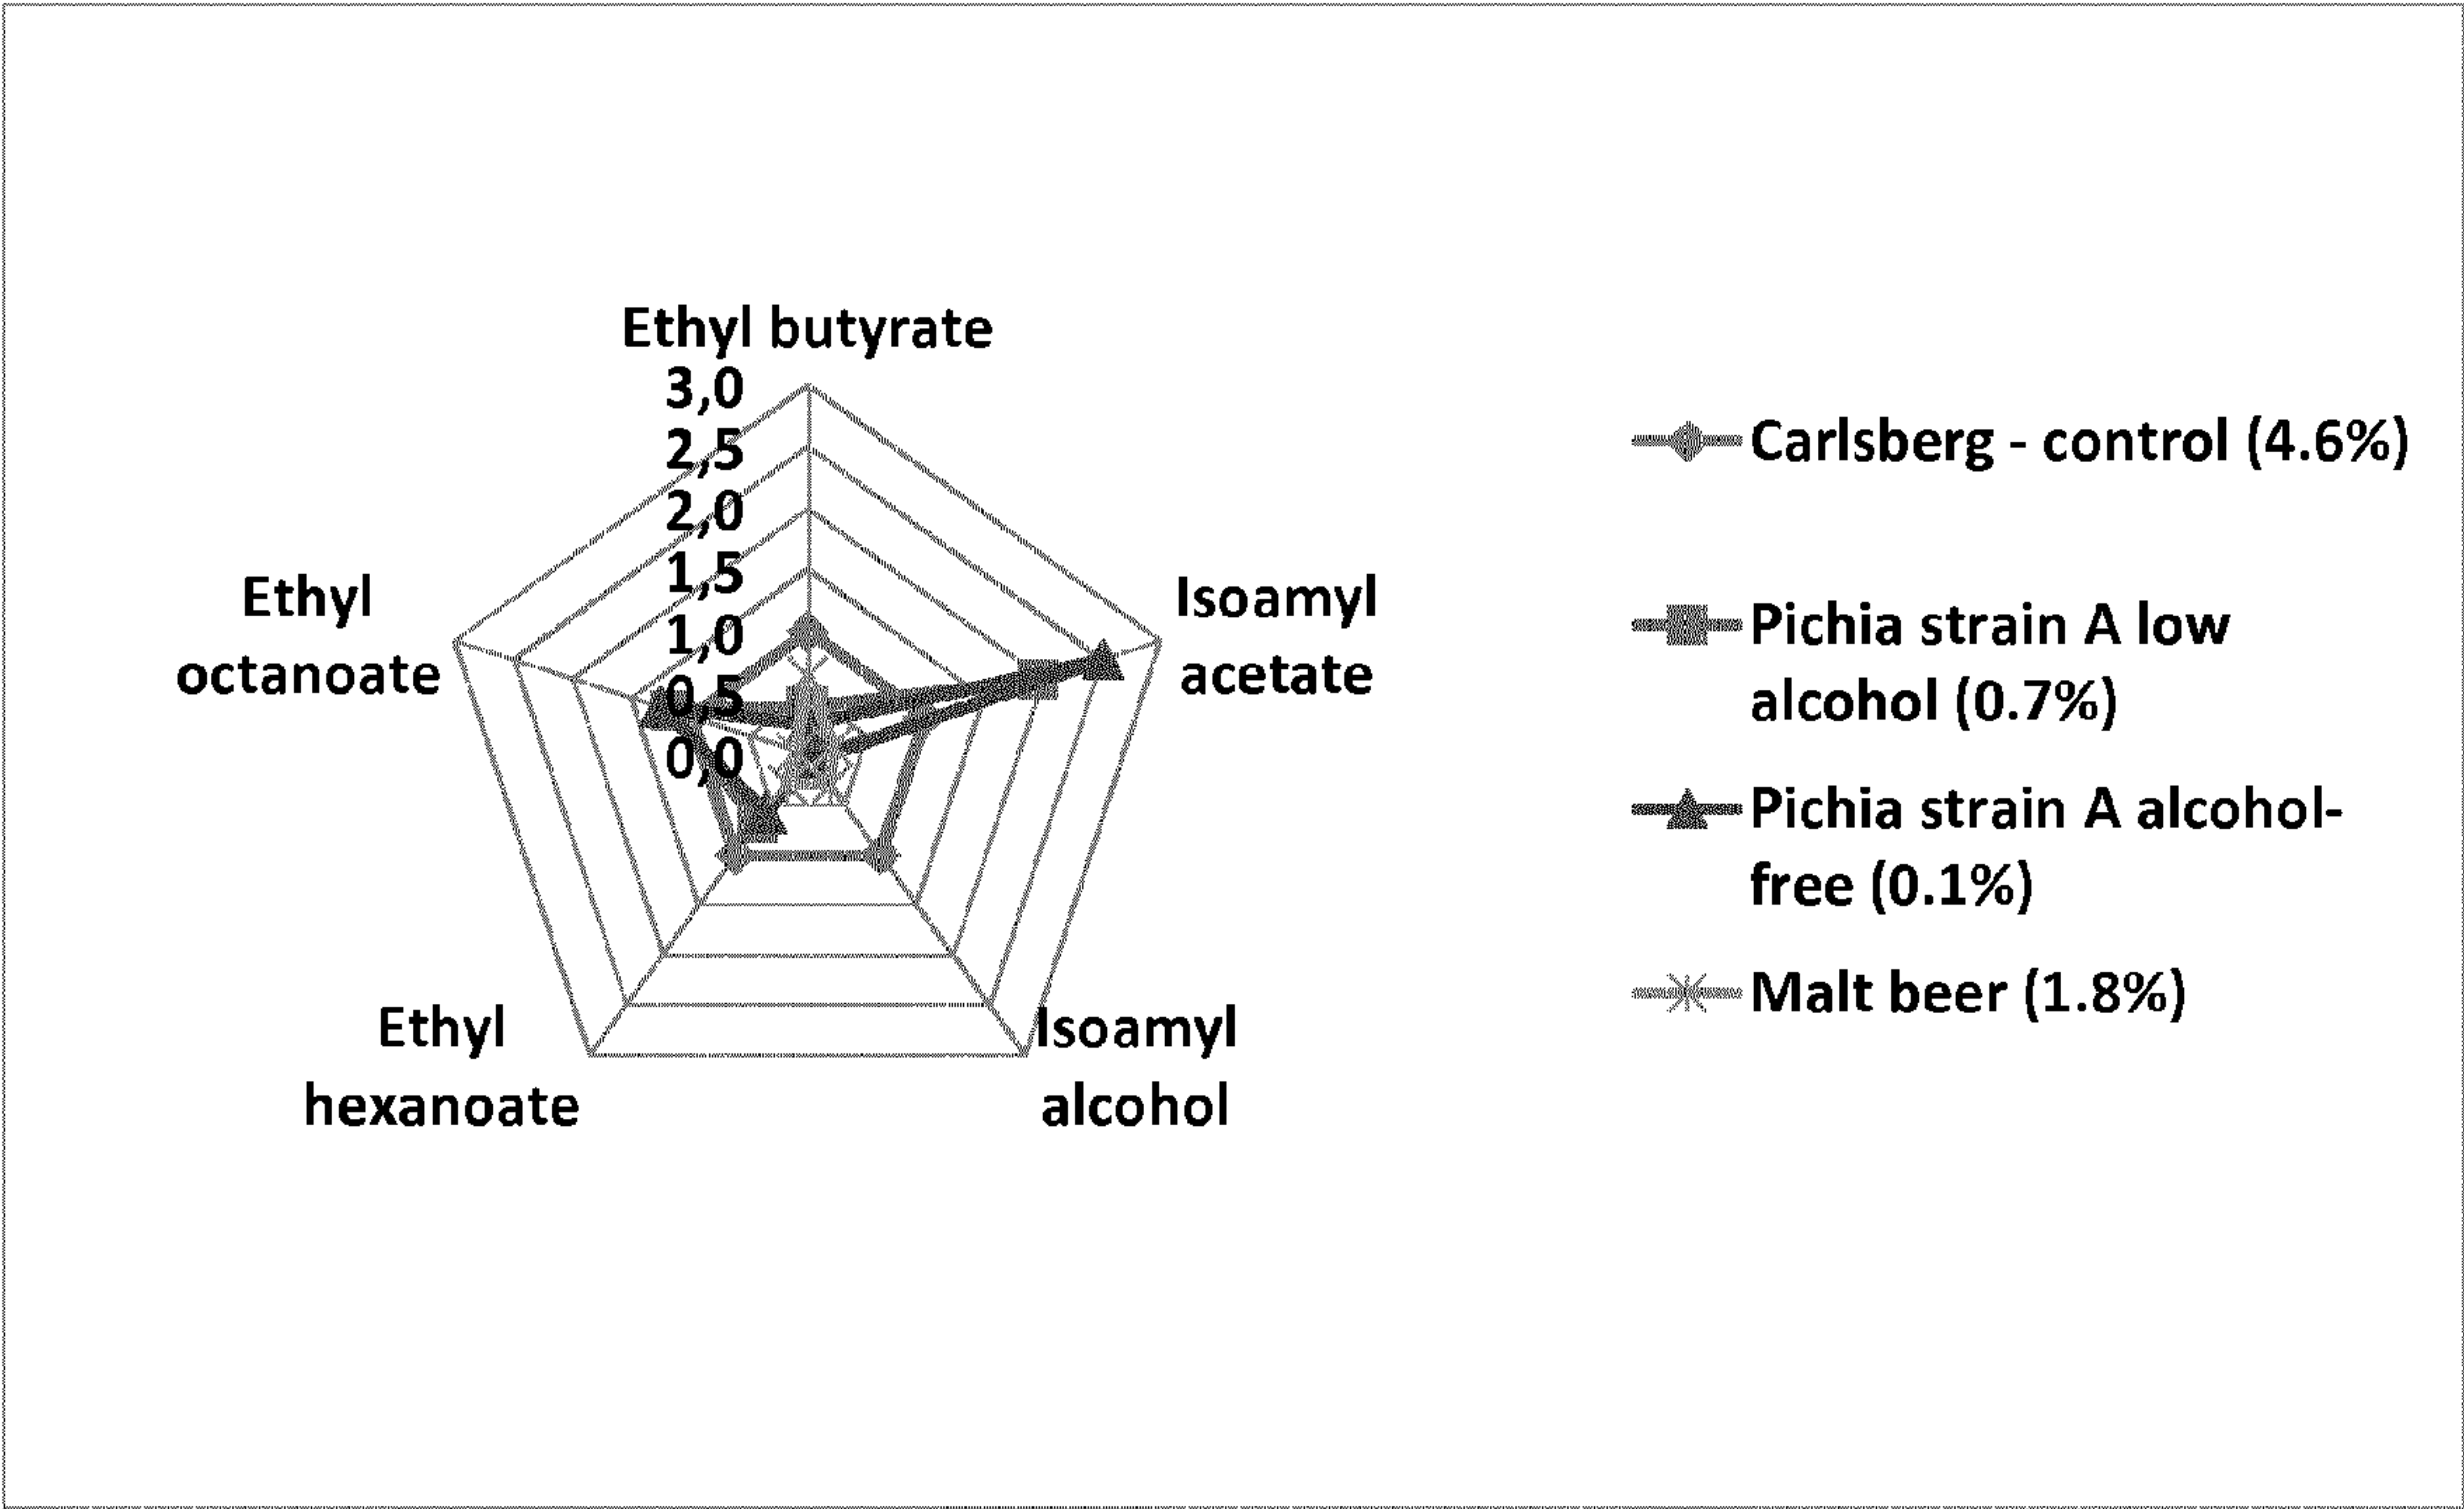 Ethyl butyrate
3,0
2,5
2,0
1,5
1,0
0,5
0,0
Isoamyl
acetate
Isoamyl
alcohol
Ethyl
hexanoate
Ethyl
octanoate
Carlsberg - control (4.6%)
Pichia strain A low
alcohol (0.7%)
Pichia strain A alcohol-
free (0.1%)
Malt beer (1.8%)